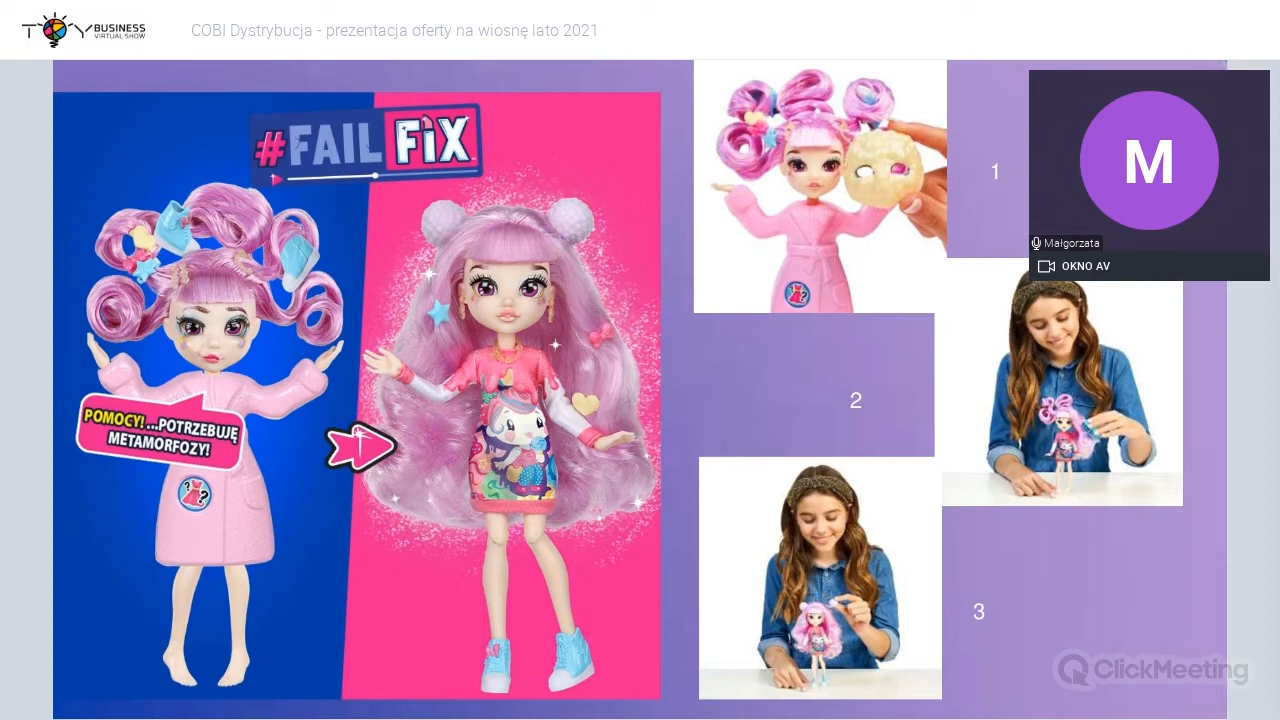 TOY BUSINESS
VIRTUAL SHOW
COBI Dystrybucja - prezentacja oferty na wiosnę lato 2021
#FAIL FIX
POMOCY! ...POTRZEBUJĘ
METAMORFOZY!
1
2
3
M
Małgorzata
OKNO AV
ClickMeeting